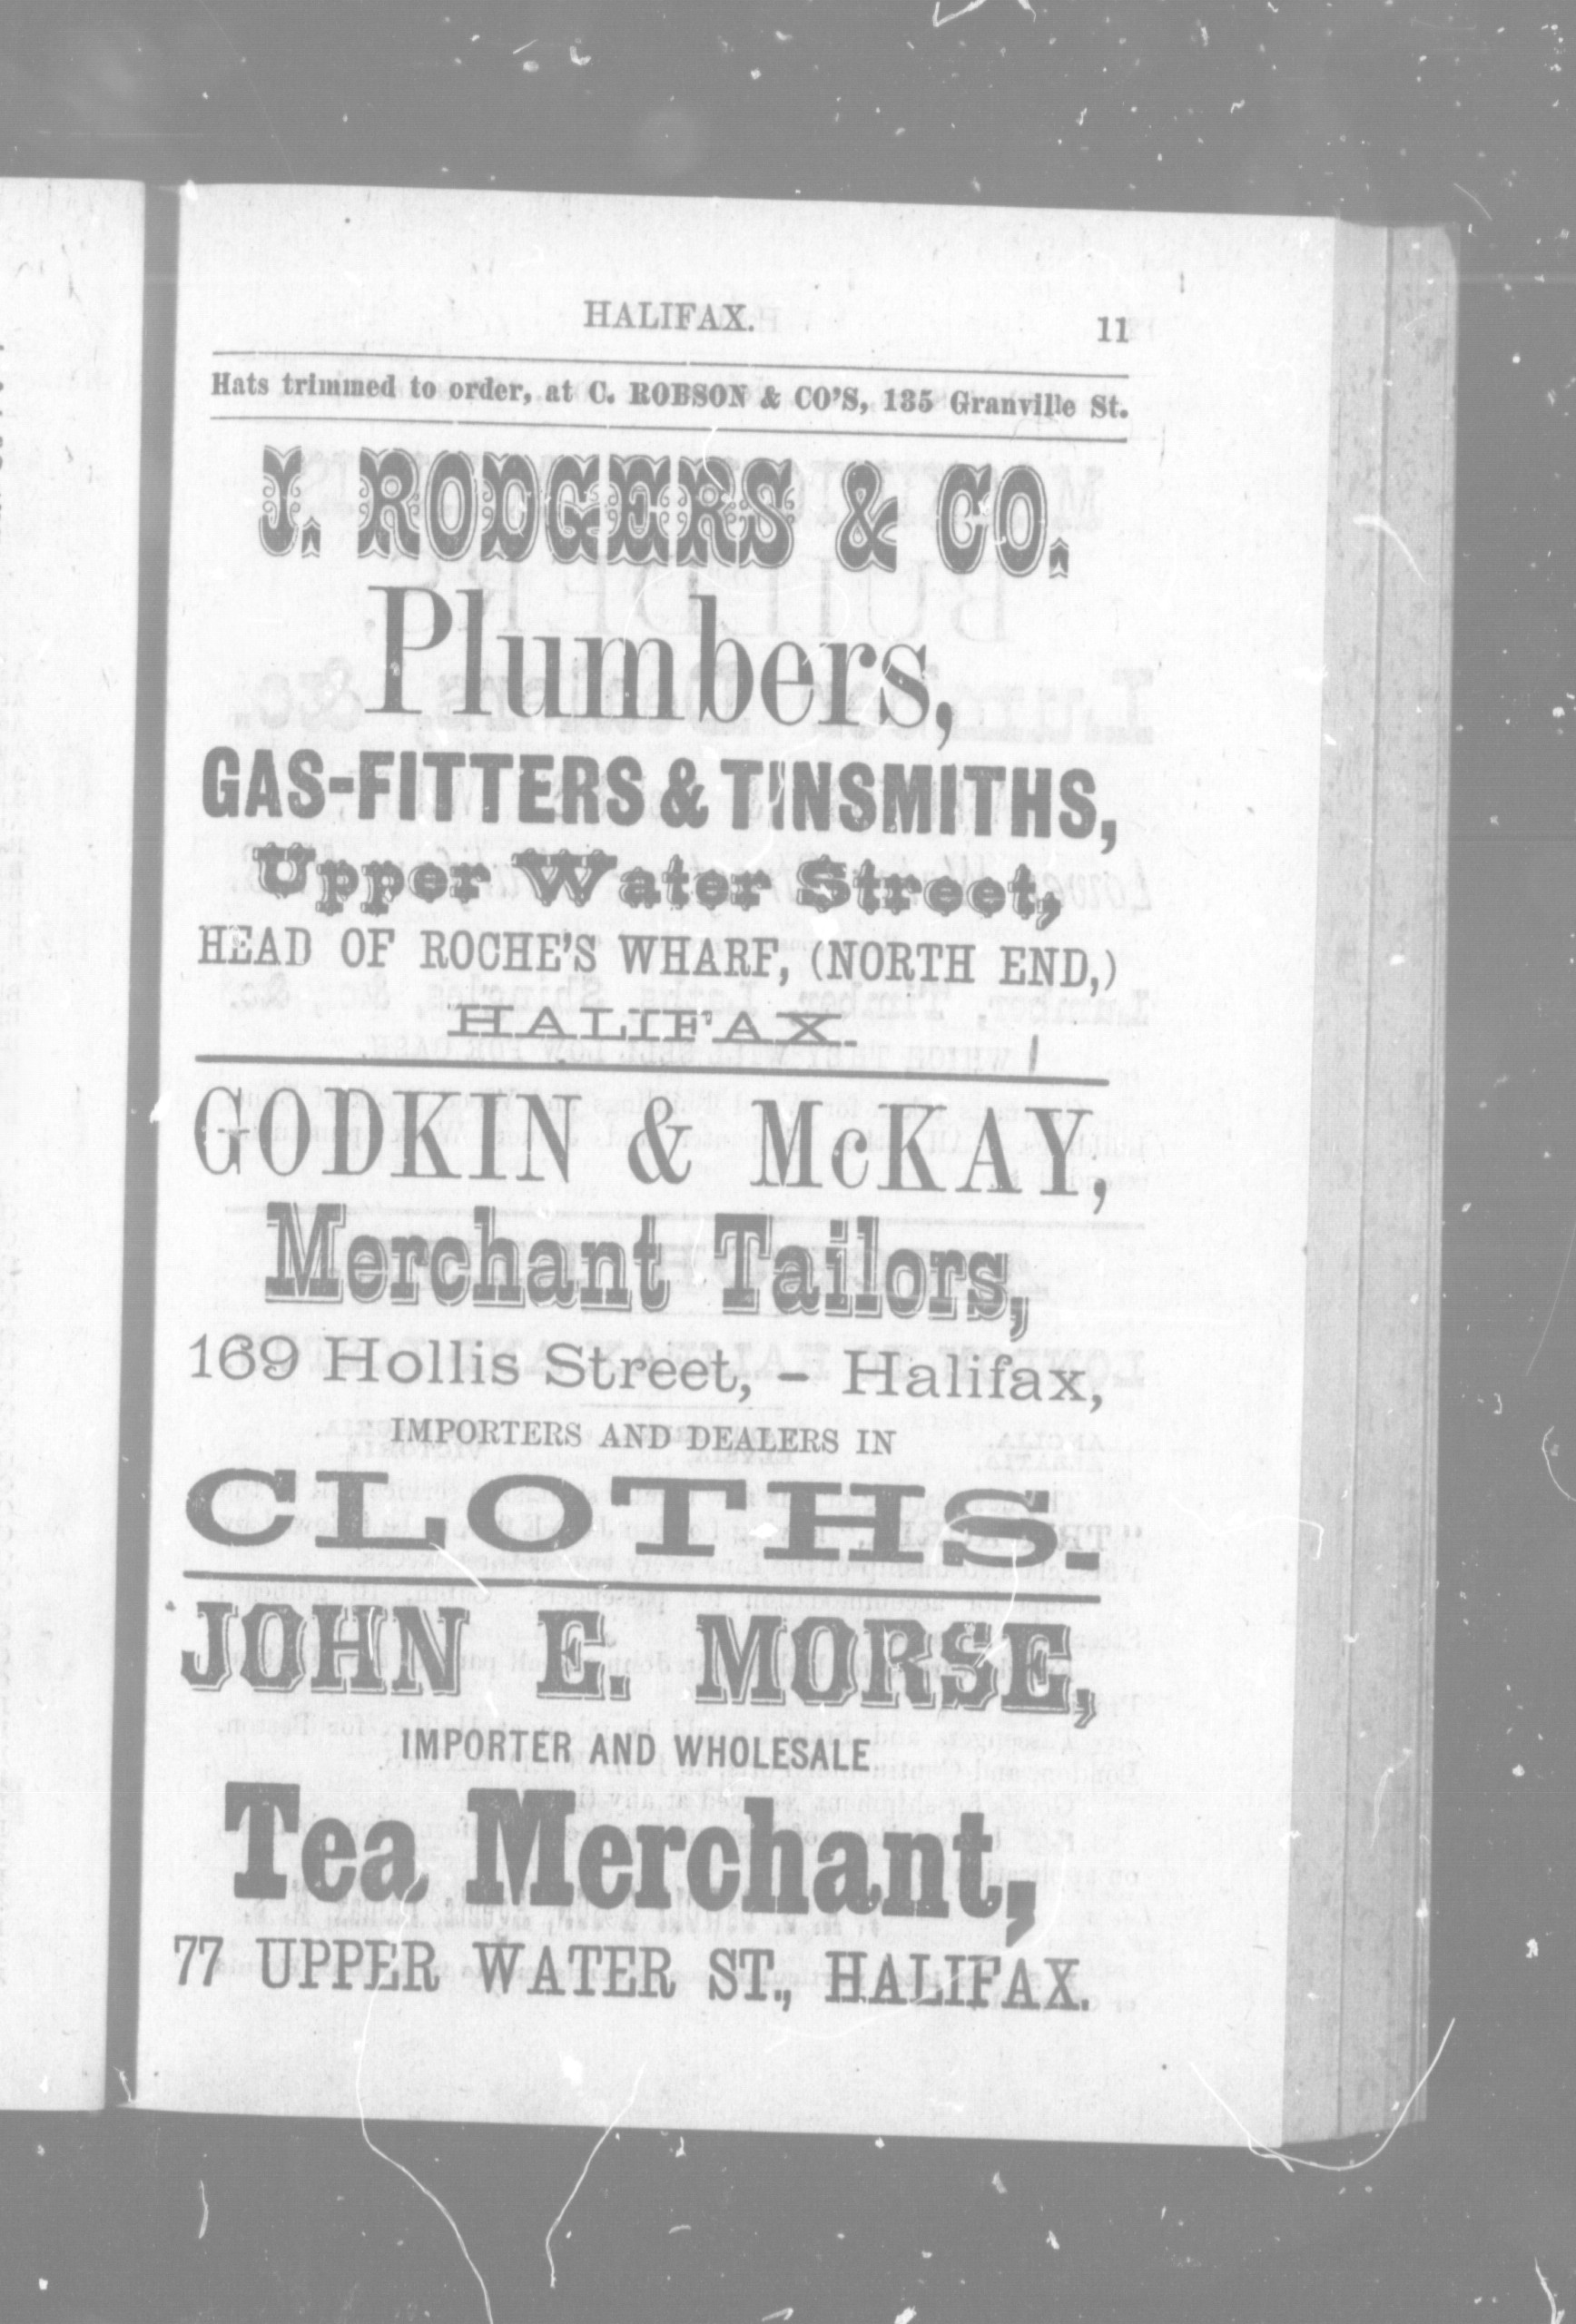 HALIFAX. 11
Hats trimmed to order, at C. ROBSON & CO'S, 135 Granville St.
J. RODGERS & CO.
Plumbers,
GAS-FITTERS & TINSMITHS,
Upper Water Street,
HEAD OF ROCHE'S WHARF, (NORTH END,)
HALIFAX.
GODKIN & McKAY,
Merchant Tailors,
169 Hollis Street, - Halifax,
IMPORTERS AND DEALERS IN
CLOTHS.
JOHN E. MORSE,
IMPORTER AND WHOLESALE
Tea Merchant,
77 UPPER WATER ST., HALIFAX.